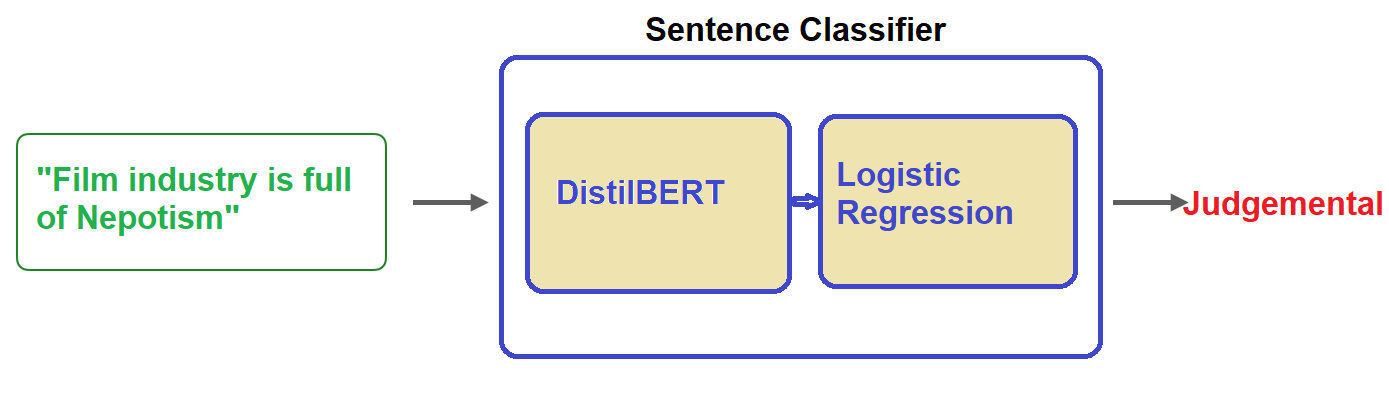 Sentence Classifier
"Film industry is full
of Nepotism"
DistilBERT
Logistic
Regression
Judgemental